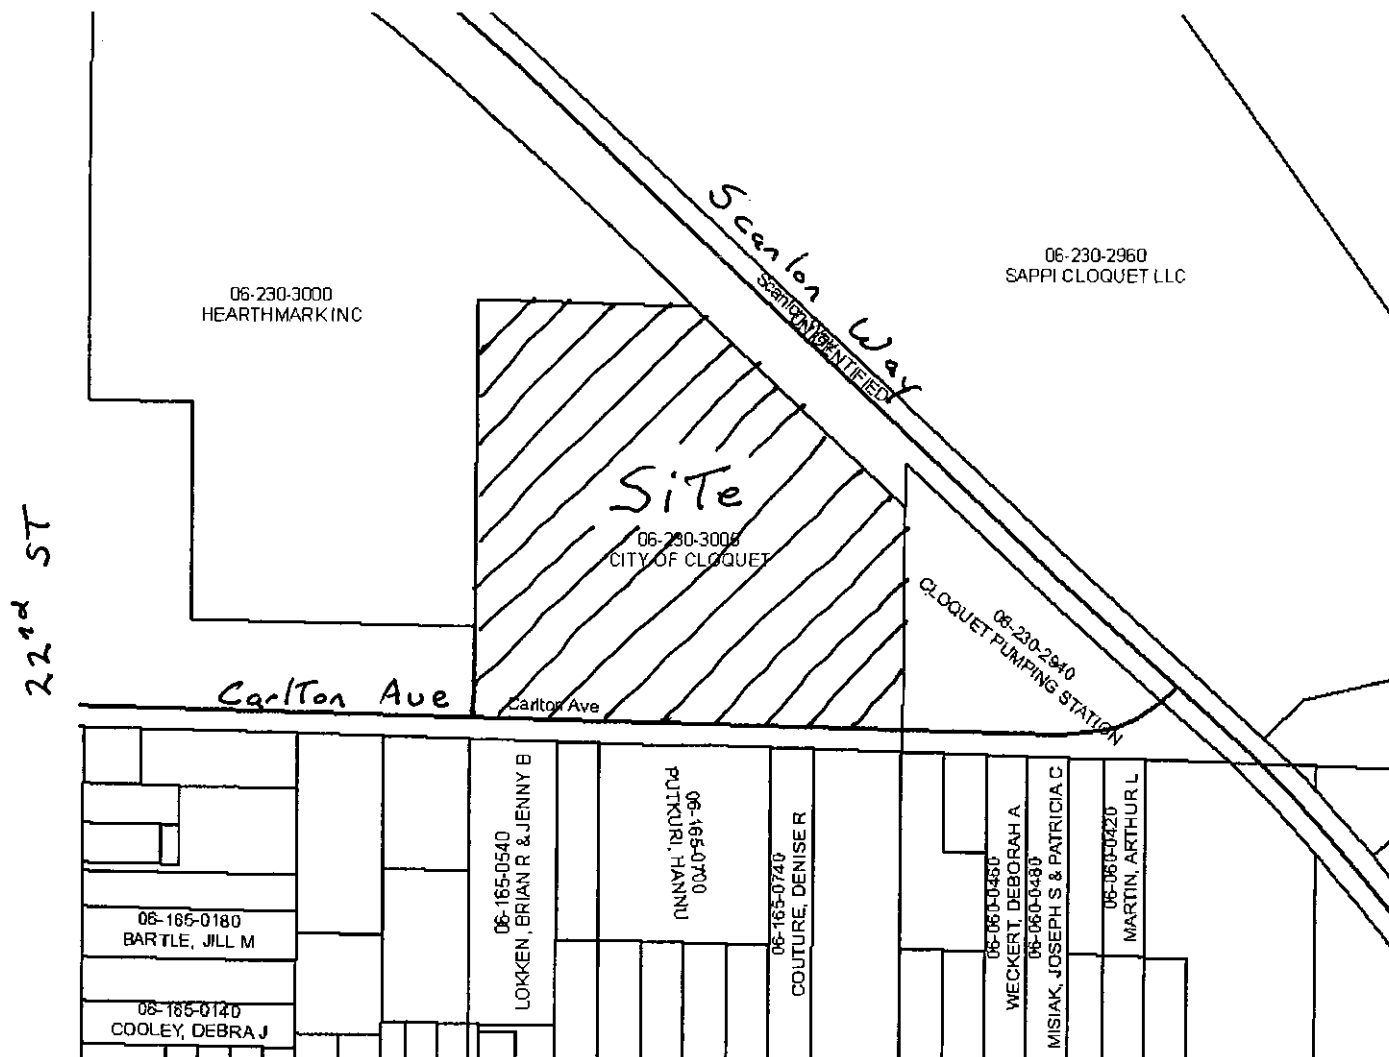 Scanlon Way
Scanlon Way
UNIDENTIFIED
06-230-2960
SAPPI CLOQUET LLC
06-230-3000
HEARTHMARK INC
SiTe
06-230-3005
CITY OF CLOQUET
22nd ST
06-230-2940
CLOQUET PUMPING STATION
CarlTon Ave
Carlton Ave
06-165-0540
LOKKEN, BRIAN R & JENNY B
06-165-0700
PUTKURI, HANNU
06-165-0740
COUTURE, DENISE R
06-060-0460
WECKERT, DEBORAH A
06-060-0480
MISIAK, JOSEPH S & PATRICIA C
06-060-0420
MARTIN, ARTHUR L
06-165-0180
BARTLE, JILL M
06-165-0140
COOLEY, DEBRA J